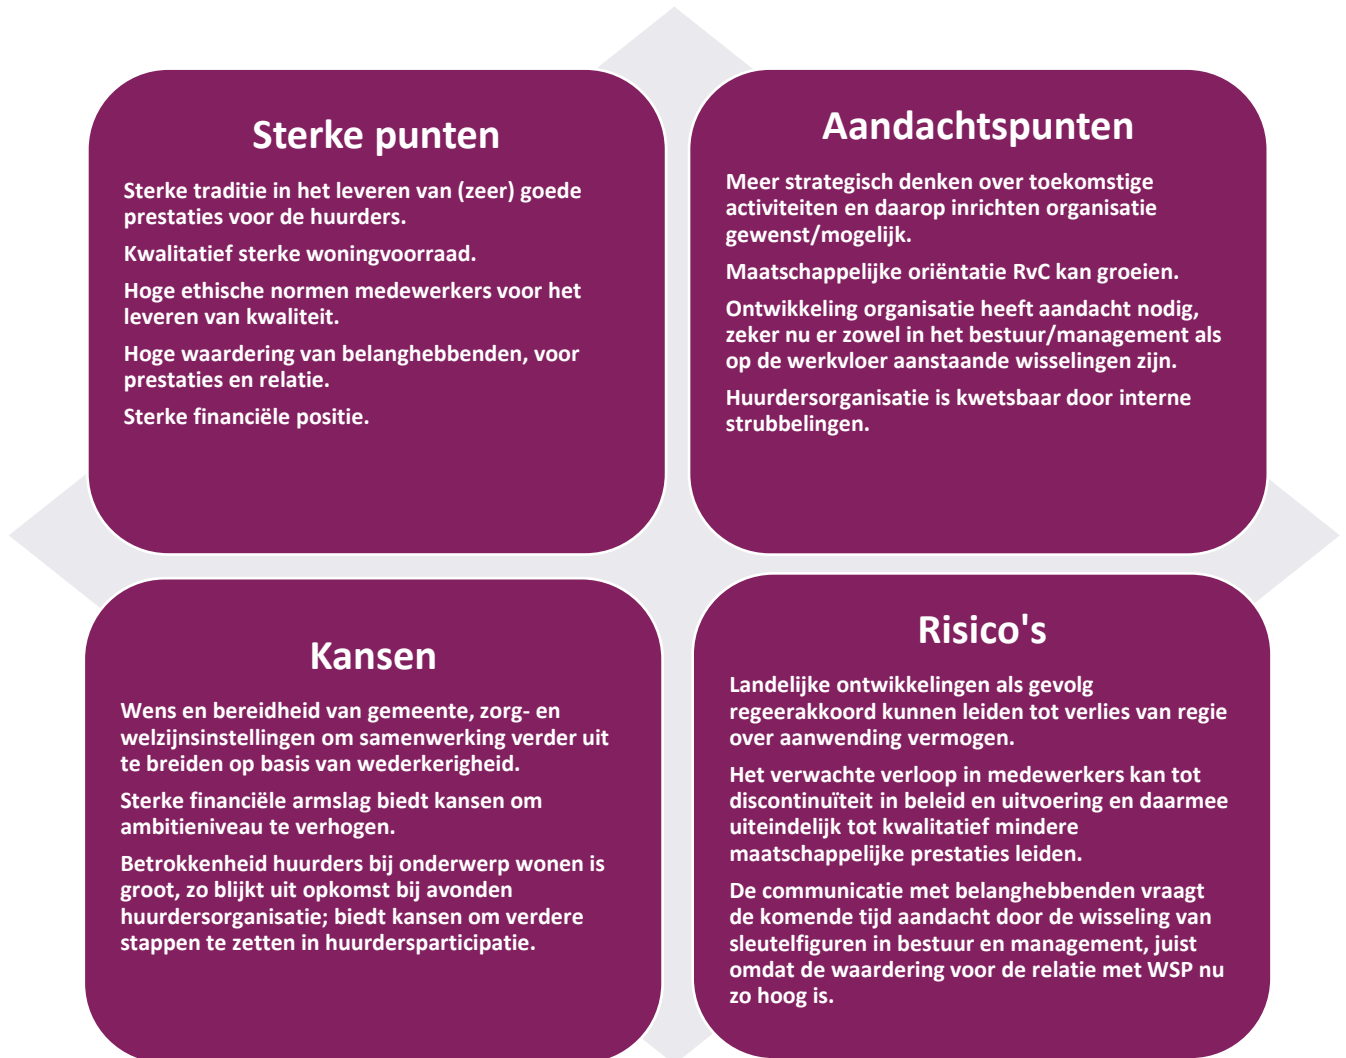 Sterke punten
Sterke traditie in het leveren van (zeer) goede
prestaties voor de huurders.
Kwalitatief sterke woningvoorraad.
Hoge ethische normen medewerkers voor het
leveren van kwaliteit.
Hoge waardering van belanghebbenden, voor
prestaties en relatie.
Sterke financiële positie.
Aandachtspunten
Meer strategisch denken over toekomstige
activiteiten en daarop inrichten organisatie
gewenst/mogelijk.
Maatschappelijke oriëntatie RvC kan groeien.
Ontwikkeling organisatie heeft aandacht nodig,
zeker nu er zowel in het bestuur/management als
op de werkvloer aanstaande wisselingen zijn.
Huurdersorganisatie is kwetsbaar door interne
strubbelingen.
Kansen
Wens en bereidheid van gemeente, zorg- en
welzijnsinstellingen om samenwerking verder uit
te breiden op basis van wederkerigheid.
Sterke financiële armslag biedt kansen om
ambitieniveau te verhogen.
Betrokkenheid huurders bij onderwerp wonen is
groot, zo blijkt uit opkomst bij avonden
huurdersorganisatie; biedt kansen om verdere
stappen te zetten in huurdersparticipatie.
Risico's
Landelijke ontwikkelingen als gevolg
regeerakkoord kunnen leiden tot verlies van regie
over aanwending vermogen.
Het verwachte verloop in medewerkers kan tot
discontinuïteit in beleid en uitvoering en daarmee
uiteindelijk tot kwalitatief mindere
maatschappelijke prestaties leiden.
De communicatie met belanghebbenden vraagt
de komende tijd aandacht door de wisseling van
sleutelfiguren in bestuur en management, juist
omdat de waardering voor de relatie met WSP nu
zo hoog is.